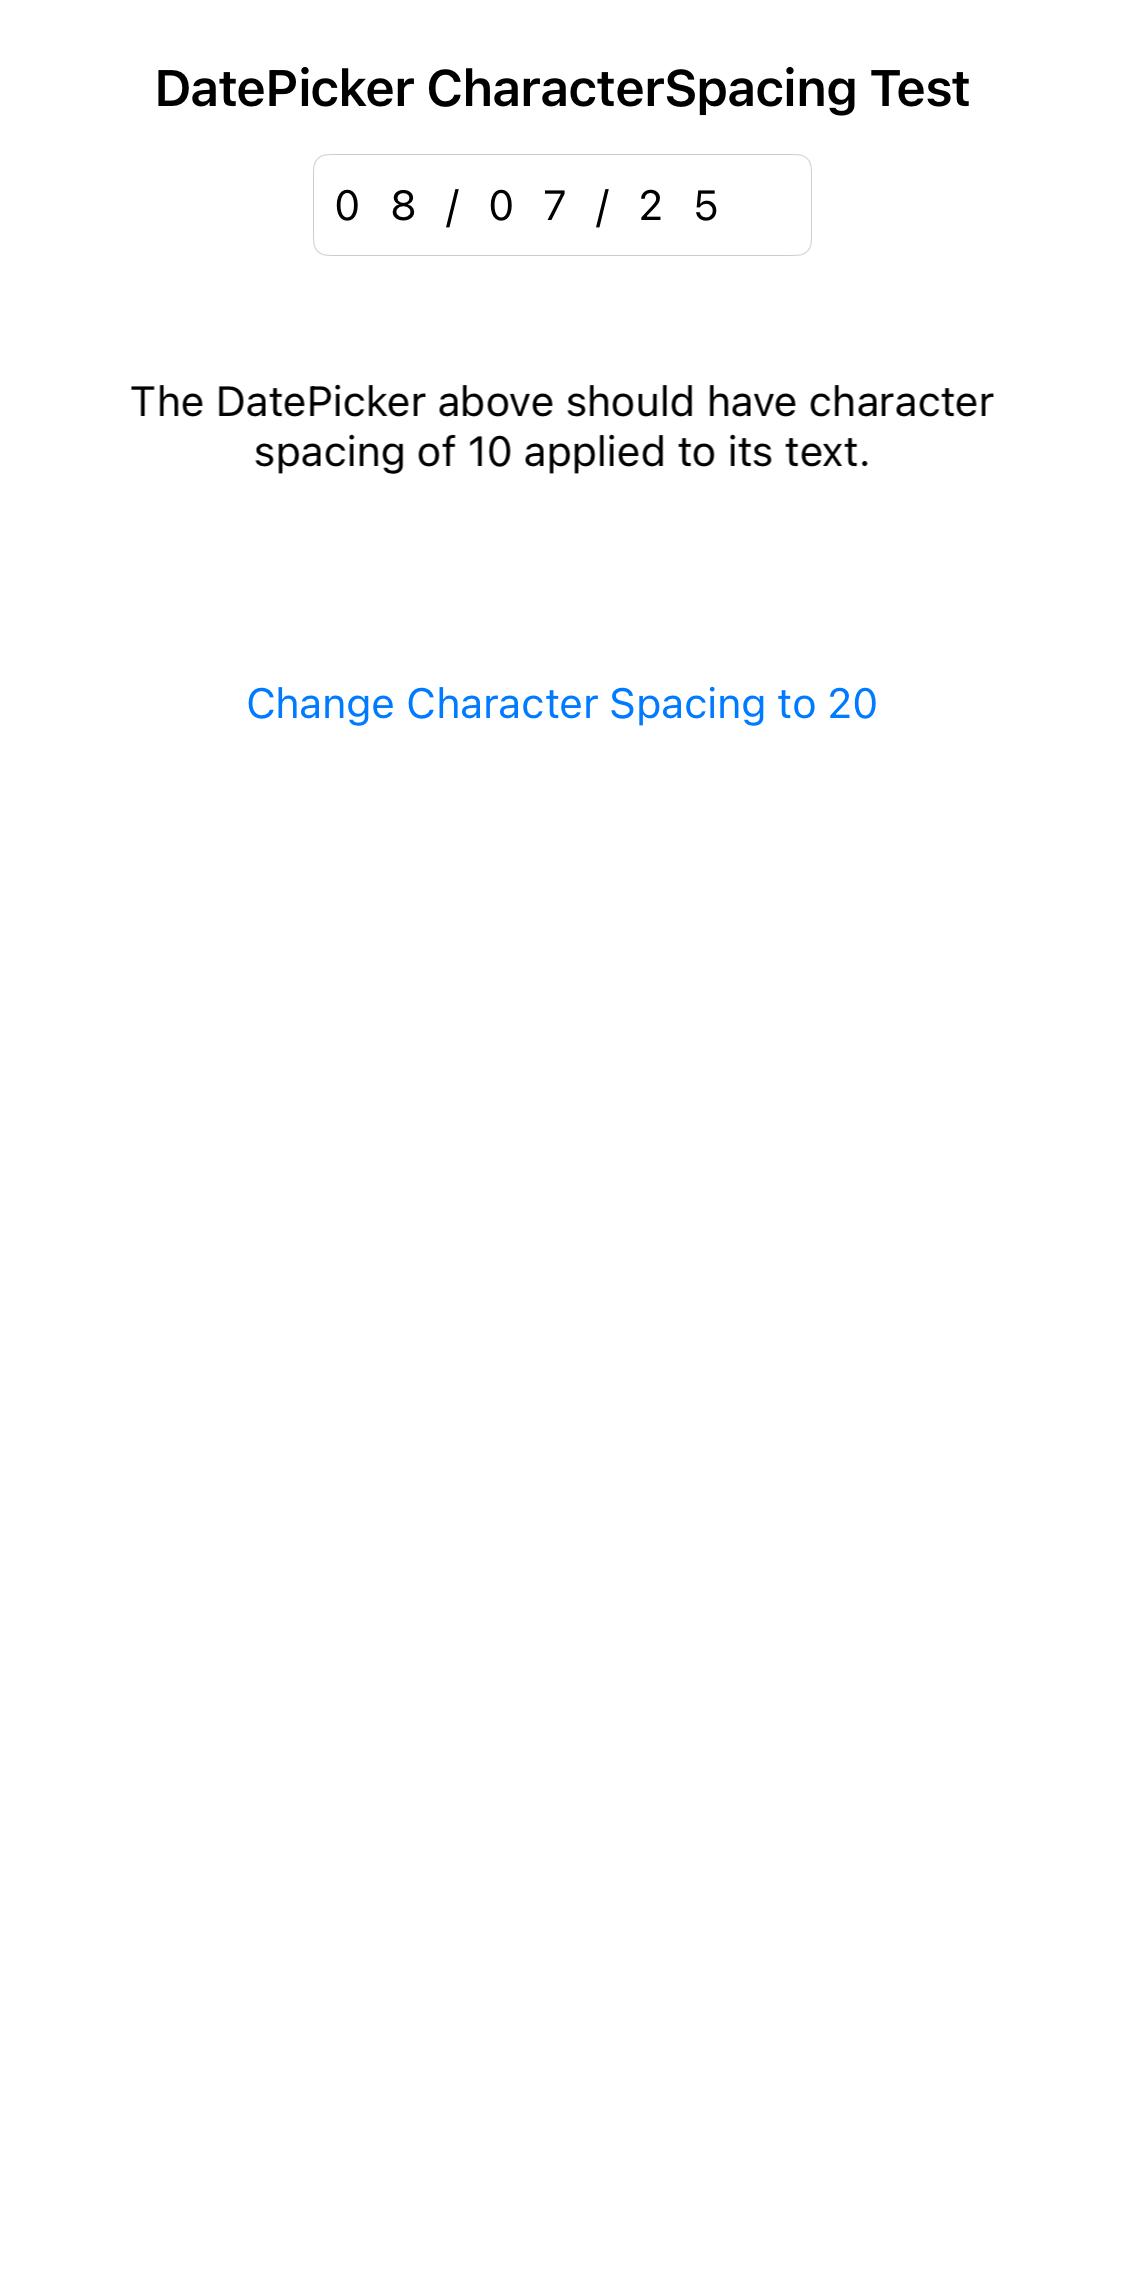 DatePicker CharacterSpacing Test
0 8 / 0 7 / 2 5
The DatePicker above should have character
spacing of 10 applied to its text.
Change Character Spacing to 20